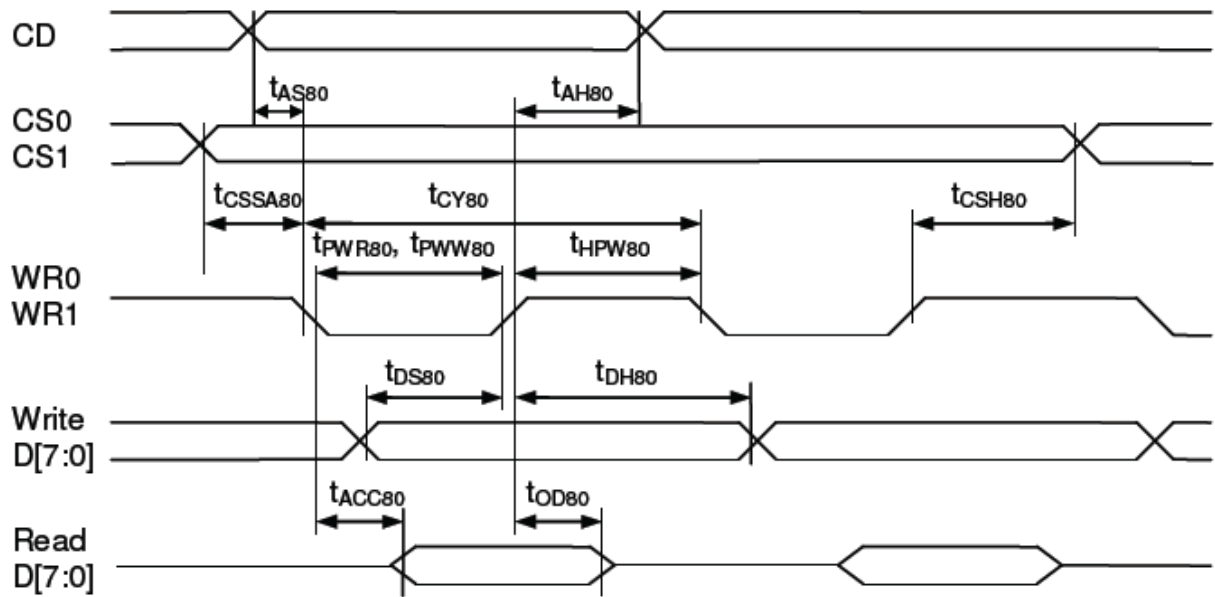 CD
tAS80
tAH80
CS0
CS1
tCSSA80
tCY80
tCSH80
tPWR80, tPWW80
tHPW80
WR0
WR1
tDS80
tDH80
Write
D[7:0]
tACC80
tOD80
Read
D[7:0]